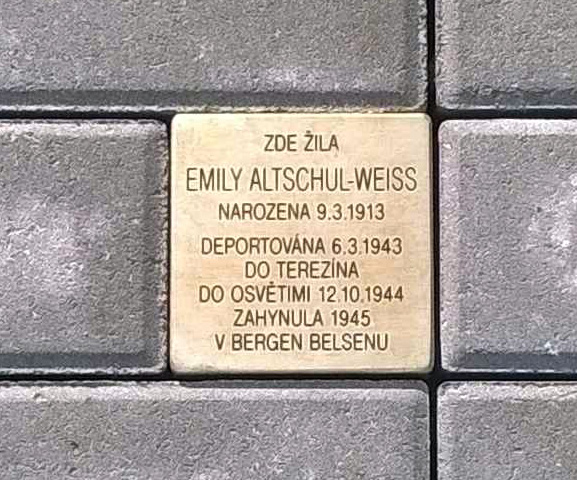 ZDE ŽILA
EMILY ALTSCHUL-WEISS
NAROZENA 9.3.1913
DEPORTOVÁNA 6.3.1943
DO TEREZÍNA
DO OSVĚTIMI 12.10.1944
ZAHYNULA 1945
V BERGEN BELSENU